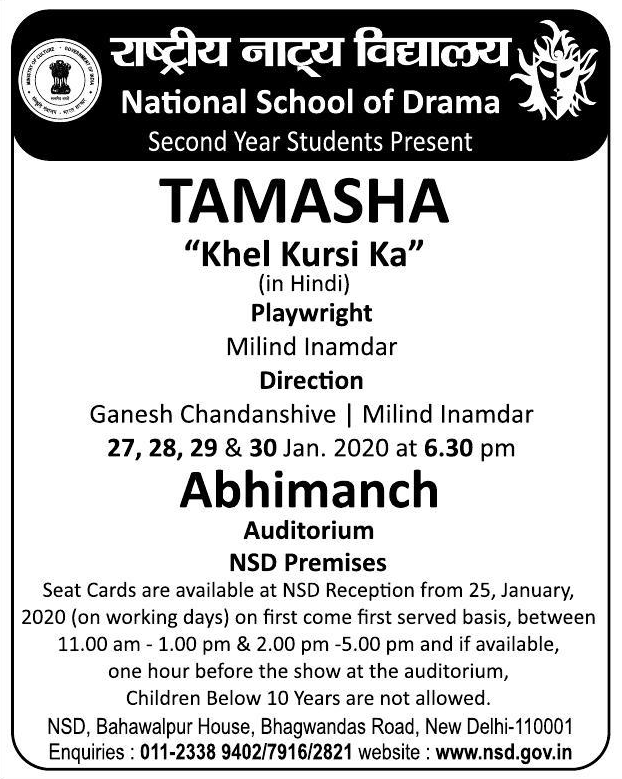 राष्ट्रीय नाट्य विद्यालय
National School of Drama
Second Year Students Present
TAMASHA
“Khel Kursi Ka”
(in Hindi)
Playwright
Milind Inamdar
Direction
Ganesh Chandanshive | Milind Inamdar
27, 28, 29 & 30 Jan. 2020 at 6.30 pm
Abhimanch
Auditorium
NSD Premises
Seat Cards are available at NSD Reception from 25, January,
2020 (on working days) on first come first served basis, between
11.00 am - 1.00 pm & 2.00 pm -5.00 pm and if available,
one hour before the show at the auditorium,
Children Below 10 Years are not allowed.
NSD, Bahawalpur House, Bhagwandas Road, New Delhi-110001
Enquiries : 011-2338 9402/7916/2821 website : www.nsd.gov.in